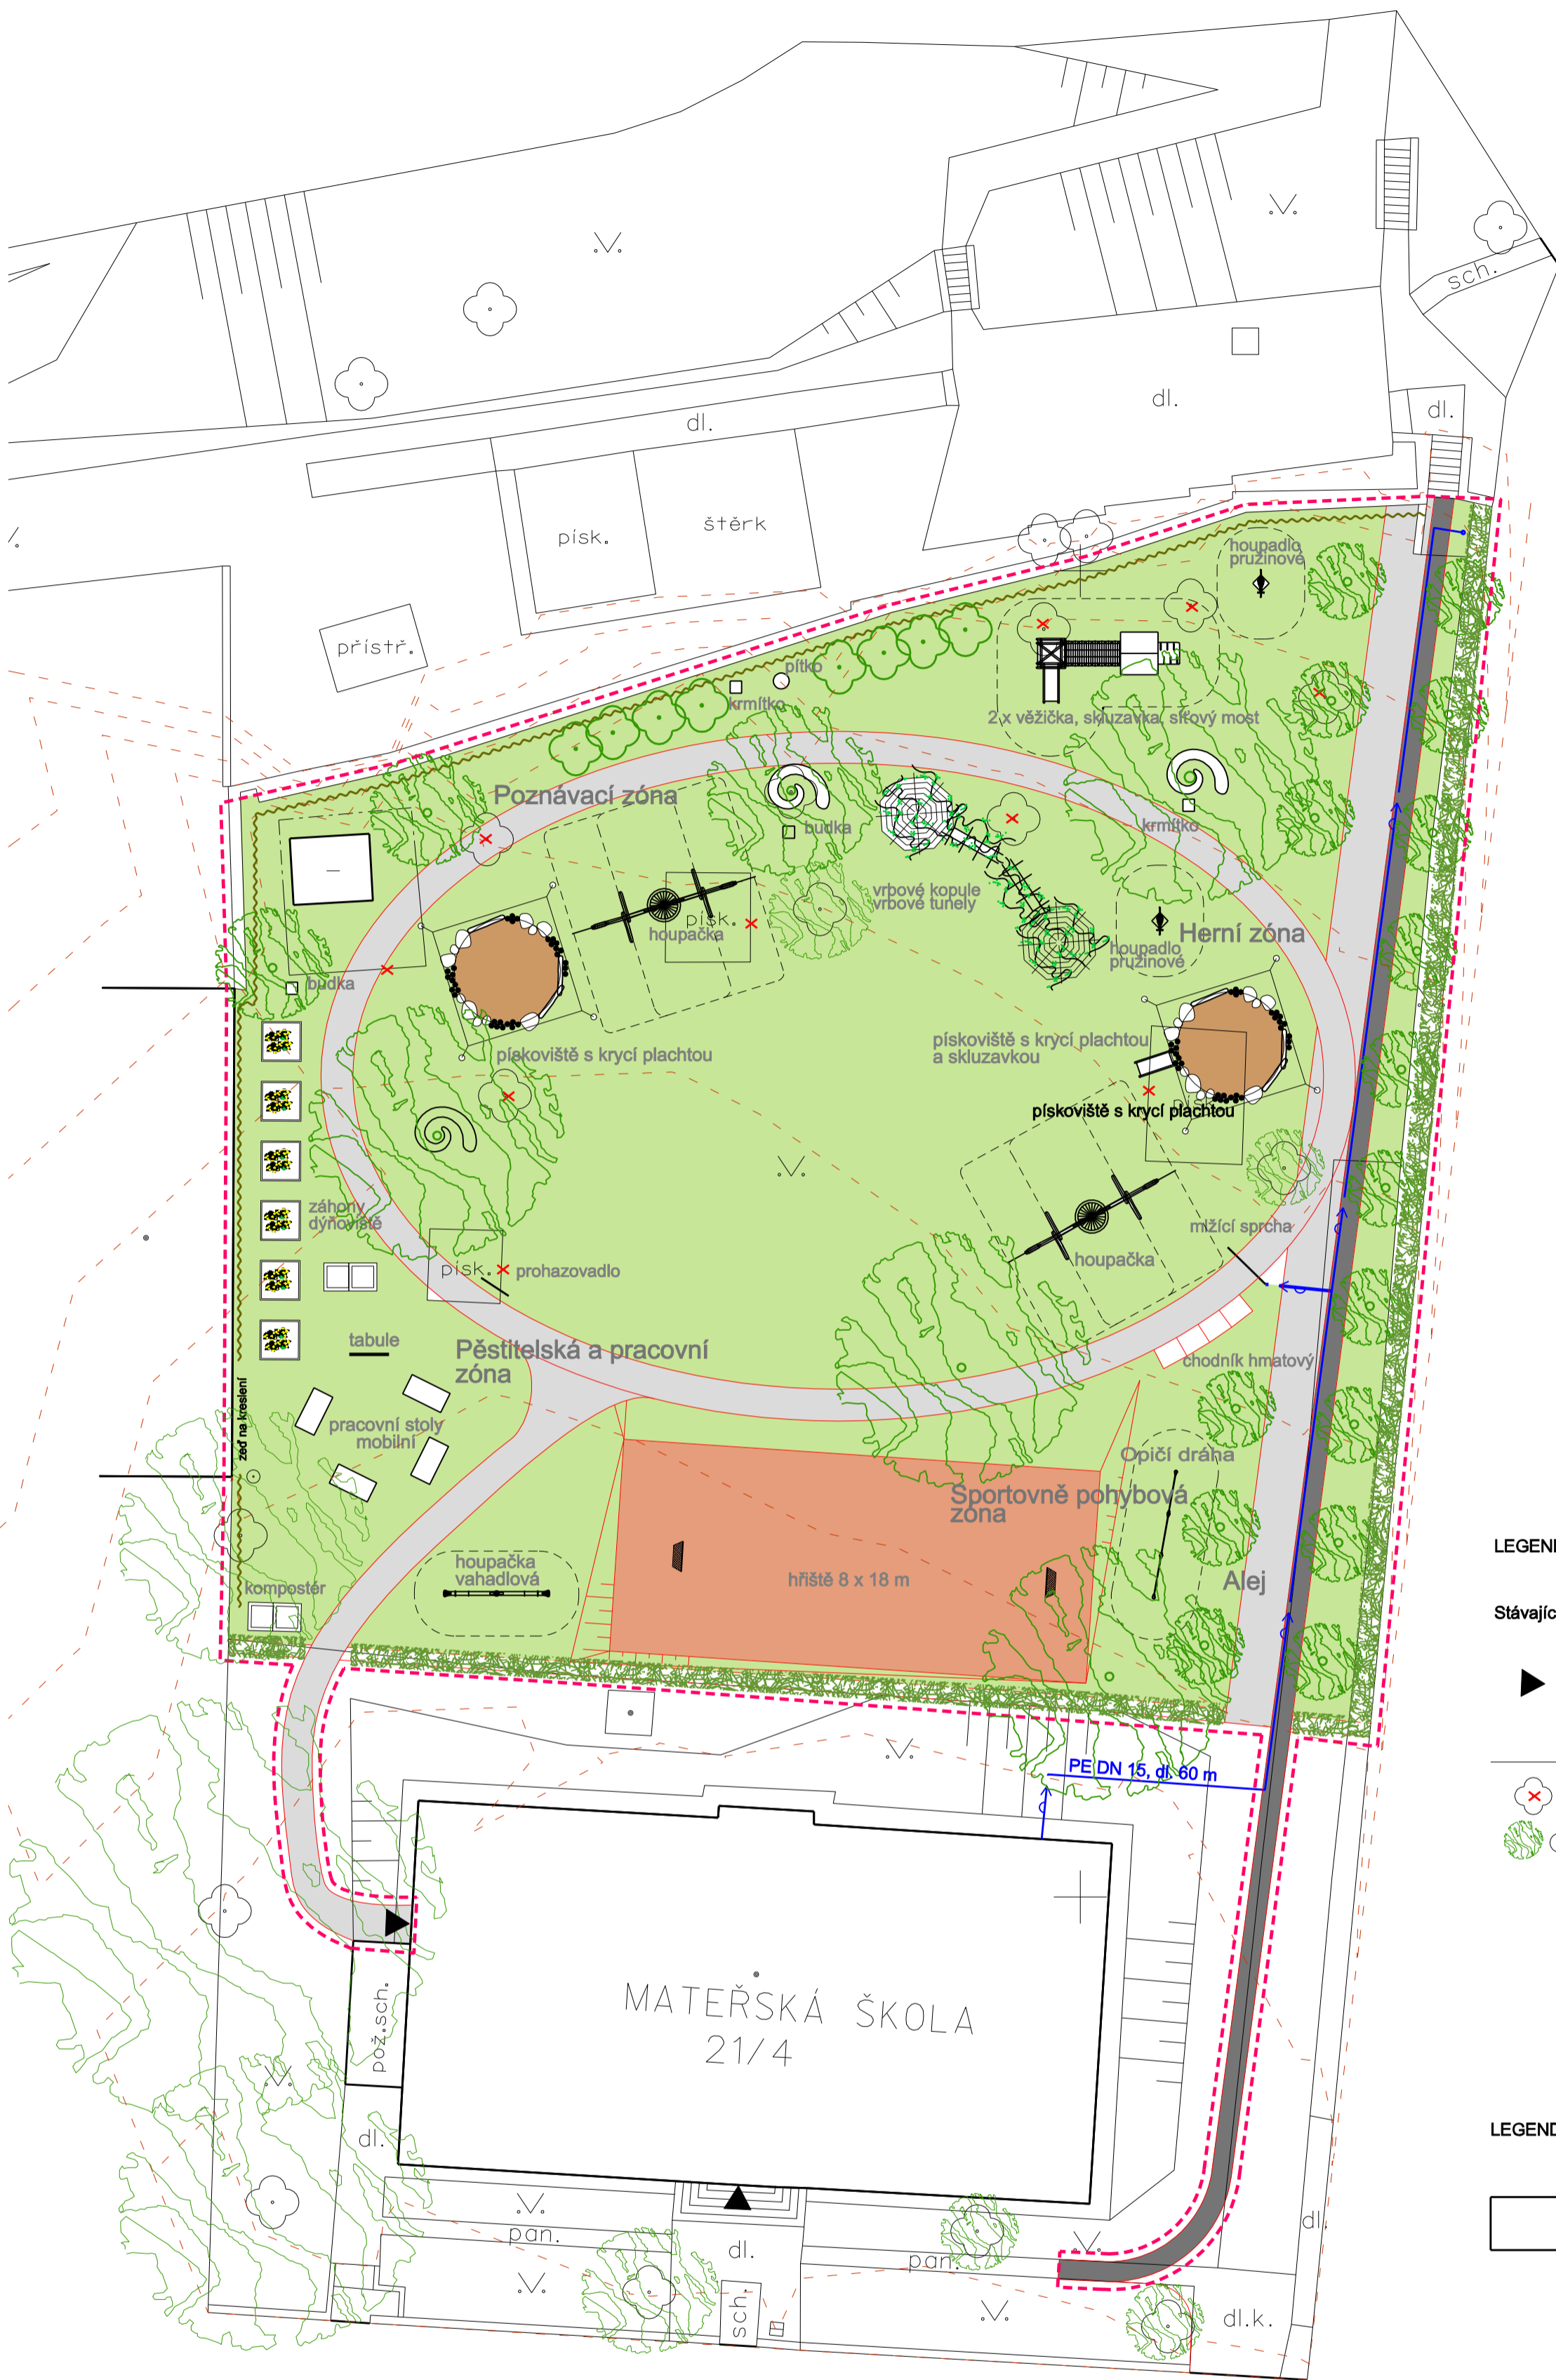 sch.
dl.
dl.
dl.
písk.
štěrk
přístř.
houpadlo
pružinové
pítko
krmítko
2 x věžička, skluzavka, síťový most
Poznávací zóna
budka
krmítko
vrbové kopule
vrbové tunely
písk.
houpačka
houpadlo
pružinové
Herní zóna
budka
pískoviště s krycí plachtou
pískoviště s krycí plachtou
a skluzavkou
písk.
pískoviště s krycí plachtou
záhony
dýňoviště
mlžící sprcha
houpačka
písk.
prohazovadlo
tabule
Pěstitelská a pracovní
zóna
chodník hmatový
zeď na kreslení
pracovní stoly
mobilní
Opičí dráha
Sportovně pohybová
zóna
houpačka
vahadlová
hřiště 8 x 18 m
Alej
kompostér
LEGEN
Stávajíc
PE DN 15, dl. 60 m
MATEŘSKÁ ŠKOLA
21/4
pož.sch.
dl.
LEGEND
pan.
dl.
pan.
dl.
sch.
dl.k.